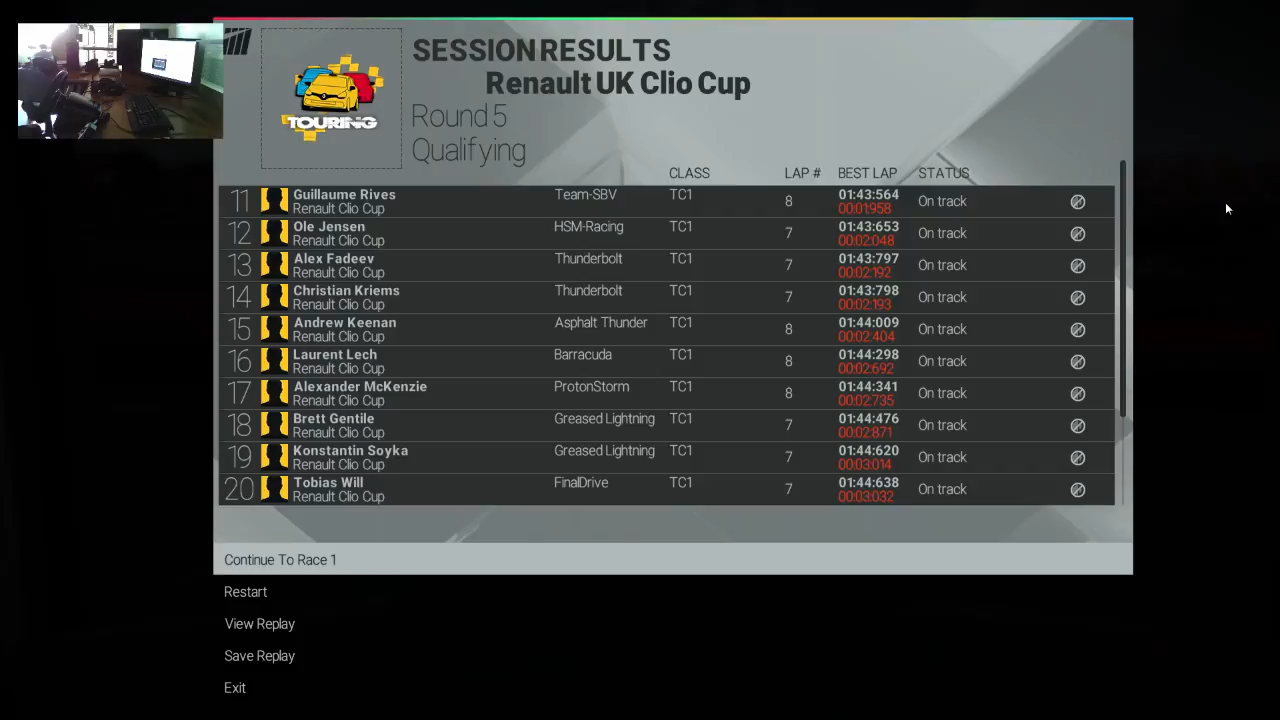 SESSION RESULTS
Renault UK Clio Cup
Round 5
Qualifying
TOURING
CLASS LAP # BEST LAP STATUS
11 Guillaume Rives Team-SBV TC1 8 01:43:564 On track
Renault Clio Cup 00:01:958
12 Ole Jensen HSM-Racing TC1 7 01:43:653 On track
Renault Clio Cup 00:02:048
13 Alex Fadeev Thunderbolt TC1 7 01:43:797 On track
Renault Clio Cup 00:02:192
14 Christian Kriems Thunderbolt TC1 7 01:43:798 On track
Renault Clio Cup 00:02:193
15 Andrew Keenan Asphalt Thunder TC1 8 01:44:009 On track
Renault Clio Cup 00:02:404
16 Laurent Lech Barracuda TC1 8 01:44:298 On track
Renault Clio Cup 00:02:692
17 Alexander McKenzie ProtonStorm TC1 8 01:44:341 On track
Renault Clio Cup 00:02:735
18 Brett Gentile Greased Lightning TC1 7 01:44:476 On track
Renault Clio Cup 00:02:871
19 Konstantin Soyka Greased Lightning TC1 7 01:44:620 On track
Renault Clio Cup 00:03:014
20 Tobias Will FinalDrive TC1 7 01:44:638 On track
Renault Clio Cup 00:03:032
Continue To Race 1
Restart
View Replay
Save Replay
Exit